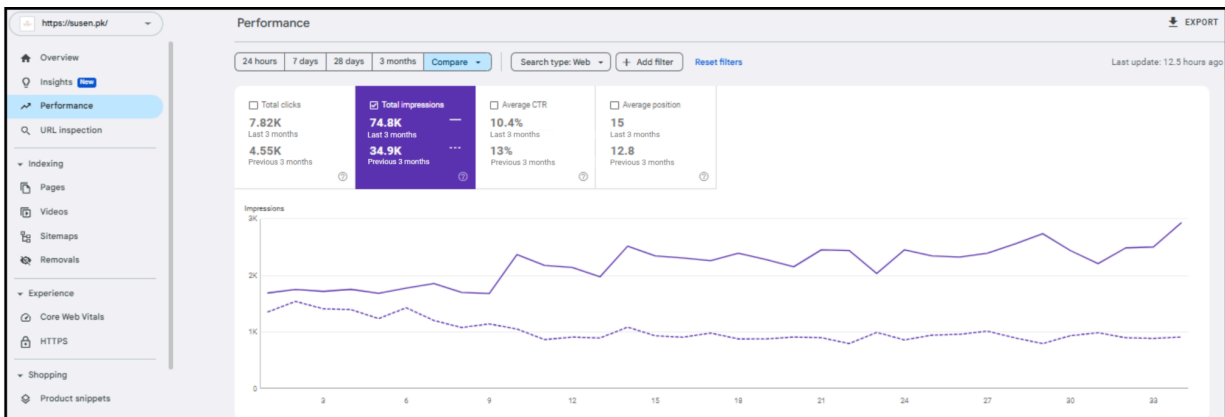 https://susen.pk/
Performance
EXPORT
24 hours 7 days 28 days 3 months Compare Search type: Web + Add filter Reset filters
Last update: 12.5 hours ago
Overview
Insights New
Performance
URL inspection
Indexing
Pages
Videos
Sitemaps
Removals
Experience
Core Web Vitals
HTTPS
Shopping
Product snippets
Total clicks
7.82K
Last 3 months
4.55K
Previous 3 months
Total impressions
74.8K
Last 3 months
34.9K
Previous 3 months
Average CTR
10.4%
Last 3 months
13%
Previous 3 months
Average position
15
Last 3 months
12.8
Previous 3 months
Impressions
3K
2K
1K
0
3 6 9 12 15 18 21 24 27 30 33